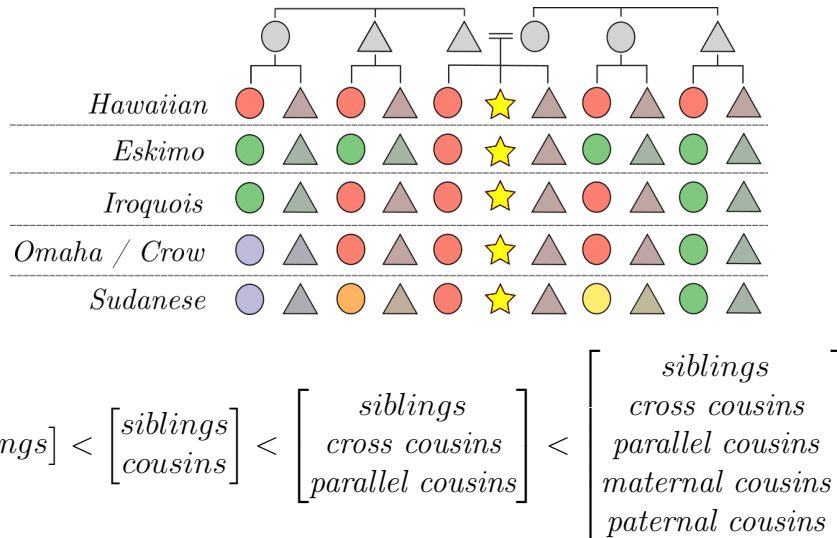 Hawaiian
Eskimo
Iroquois
Omaha / Crow
Sudanese
ngs] < [siblings cousins] < [siblings cross cousins parallel cousins] < [siblings cross cousins parallel cousins maternal cousins paternal cousins